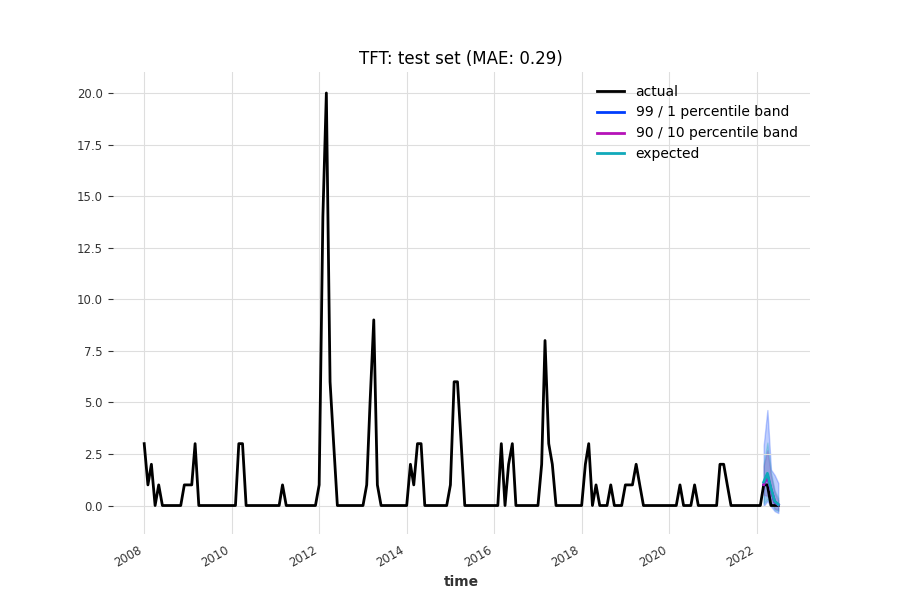 TFT: test set (MAE: 0.29)
actual
99 / 1 percentile band
90 / 10 percentile band
expected
20.0
17.5
15.0
12.5
10.0
7.5
5.0
2.5
0.0
2008
2010
2012
2014
2016
2018
2020
2022
time